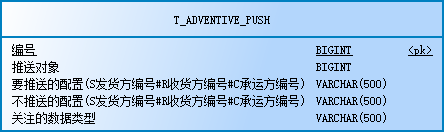 T_ADVENTIVE_PUSH
编号 BIGINT <pk>
推送对象 BIGINT
要推送的配置(S发货方编号#R收货方编号#C承运方编号) VARCHAR(500)
不推送的配置(S发货方编号#R收货方编号#C承运方编号) VARCHAR(500)
关注的数据类型 VARCHAR(500)